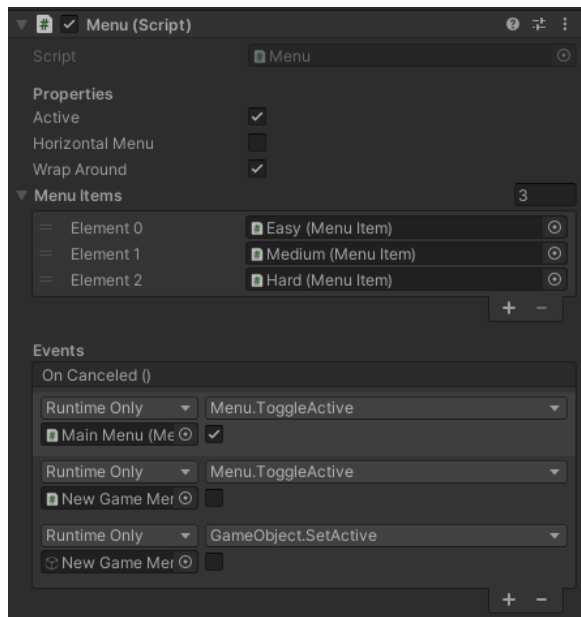 Menu (Script)
Script Menu
Properties
Active
Horizontal Menu
Wrap Around
Menu Items 3
Element 0 Easy (Menu Item)
Element 1 Medium (Menu Item)
Element 2 Hard (Menu Item)
+ −
Events
On Canceled ()
Runtime Only Menu.ToggleActive
Main Menu (Me
Runtime Only Menu.ToggleActive
New Game Mer
Runtime Only GameObject.SetActive
New Game Mer
+ −